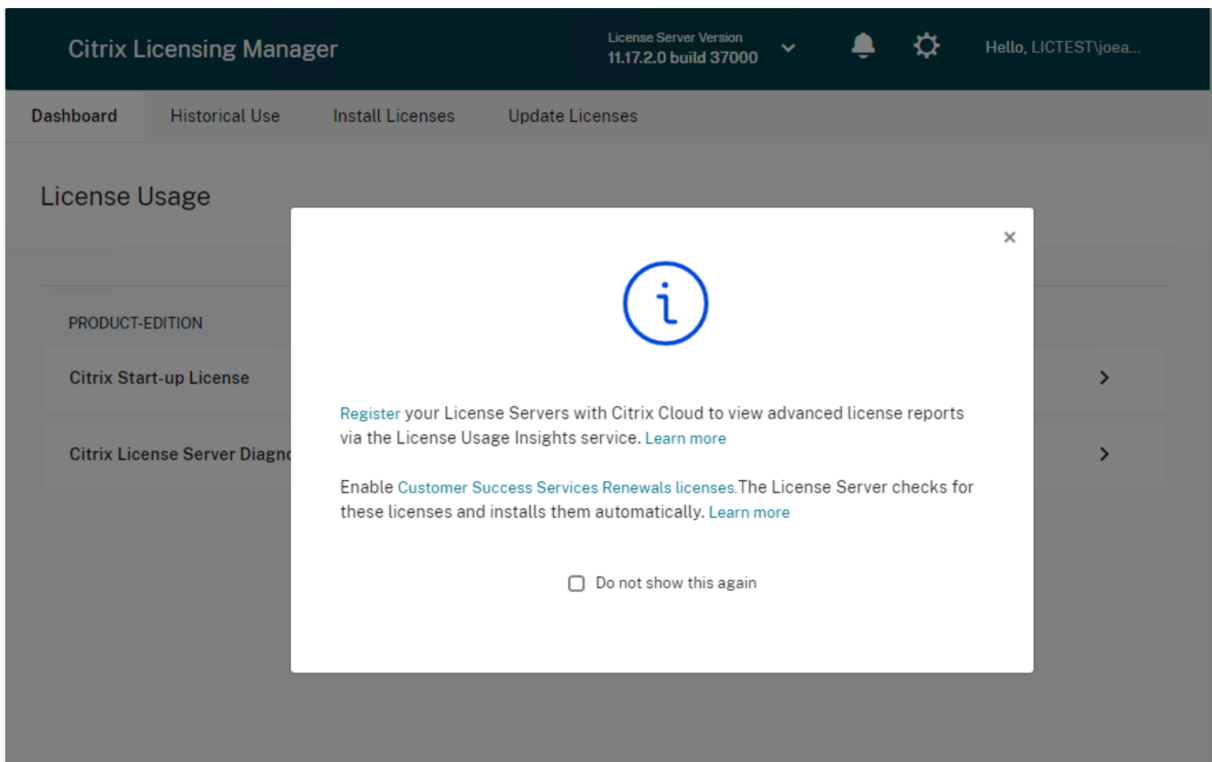 Citrix Licensing Manager
License Server Version
11.17.2.0 build 37000
Hello, LICTEST\joea...
Dashboard
Historical Use
Install Licenses
Update Licenses
License Usage
×
Register your License Servers with Citrix Cloud to view advanced license reports
via the License Usage Insights service. Learn more
Enable Customer Success Services Renewals licenses.The License Server checks for
these licenses and installs them automatically. Learn more
Do not show this again
PRODUCT-EDITION
Citrix Start-up License
Citrix License Server